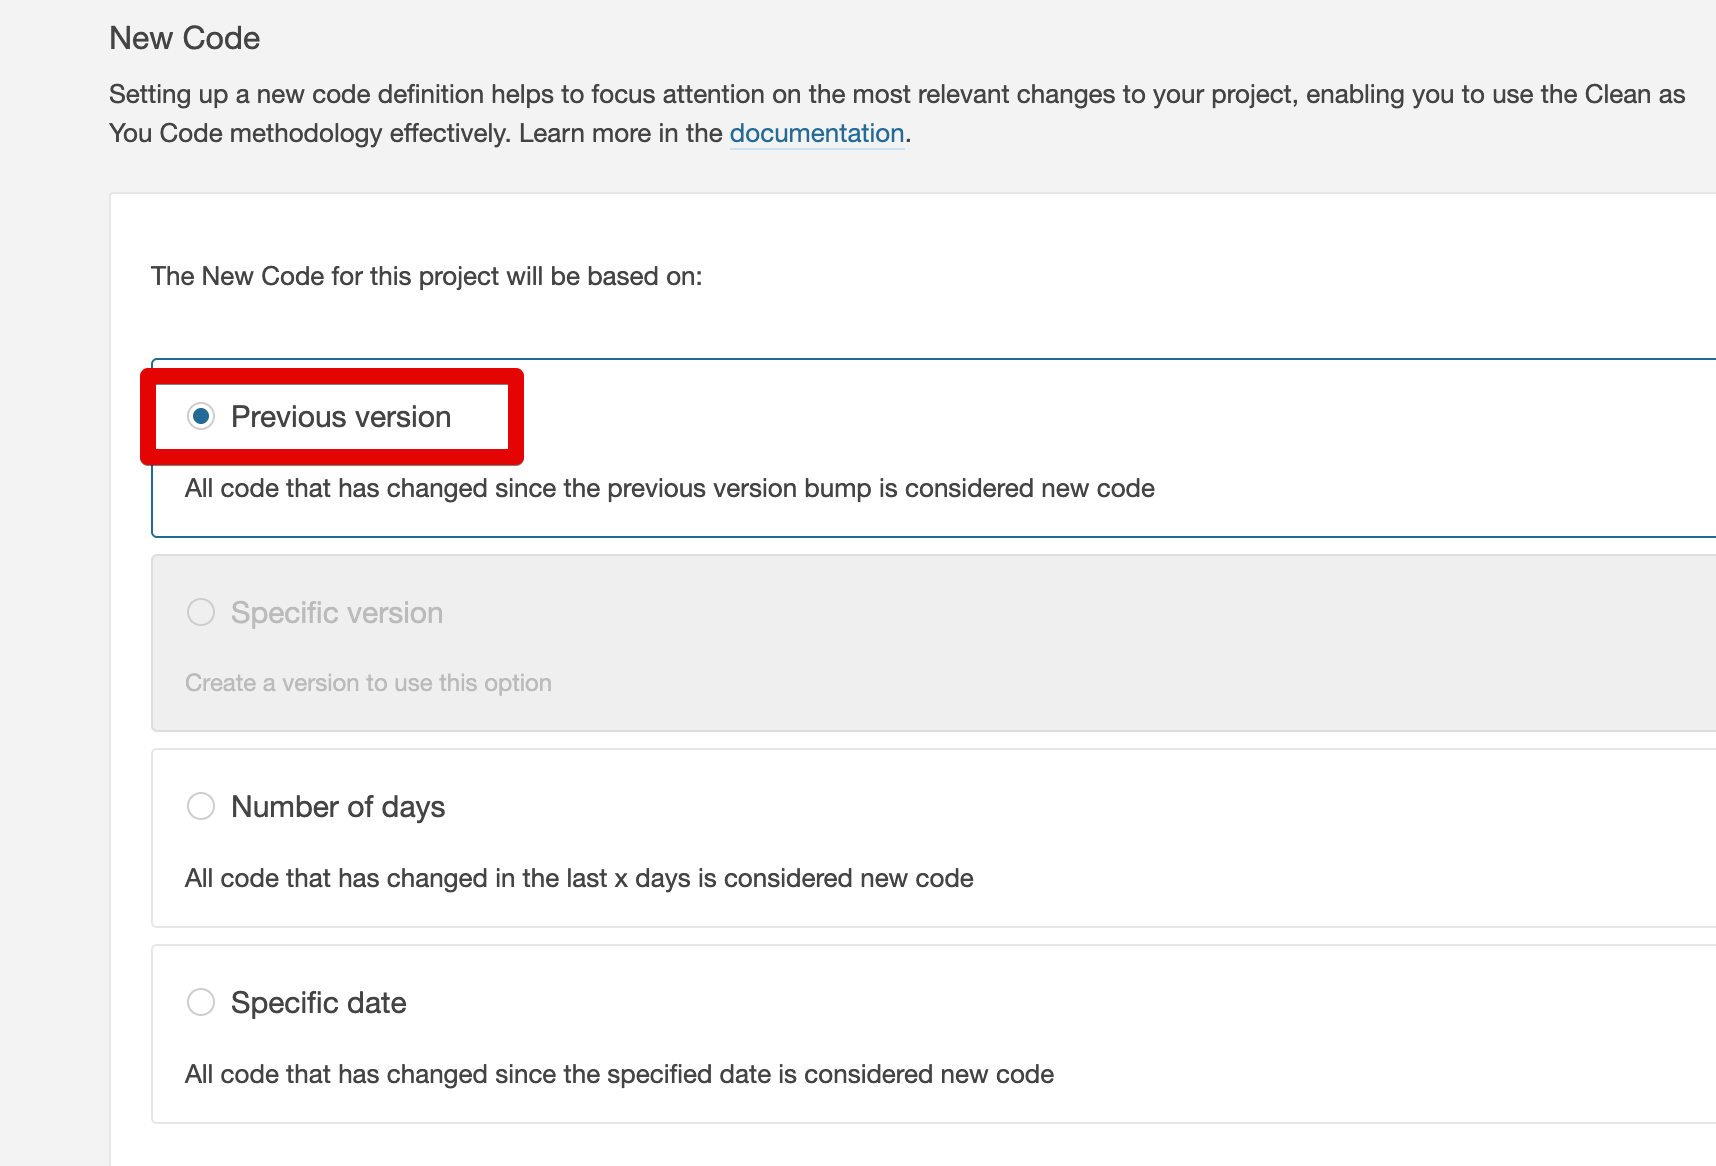 New Code
Setting up a new code definition helps to focus attention on the most relevant changes to your project, enabling you to use the Clean as
You Code methodology effectively. Learn more in the documentation.
The New Code for this project will be based on:
Previous version
All code that has changed since the previous version bump is considered new code
Specific version
Create a version to use this option
Number of days
All code that has changed in the last x days is considered new code
Specific date
All code that has changed since the specified date is considered new code